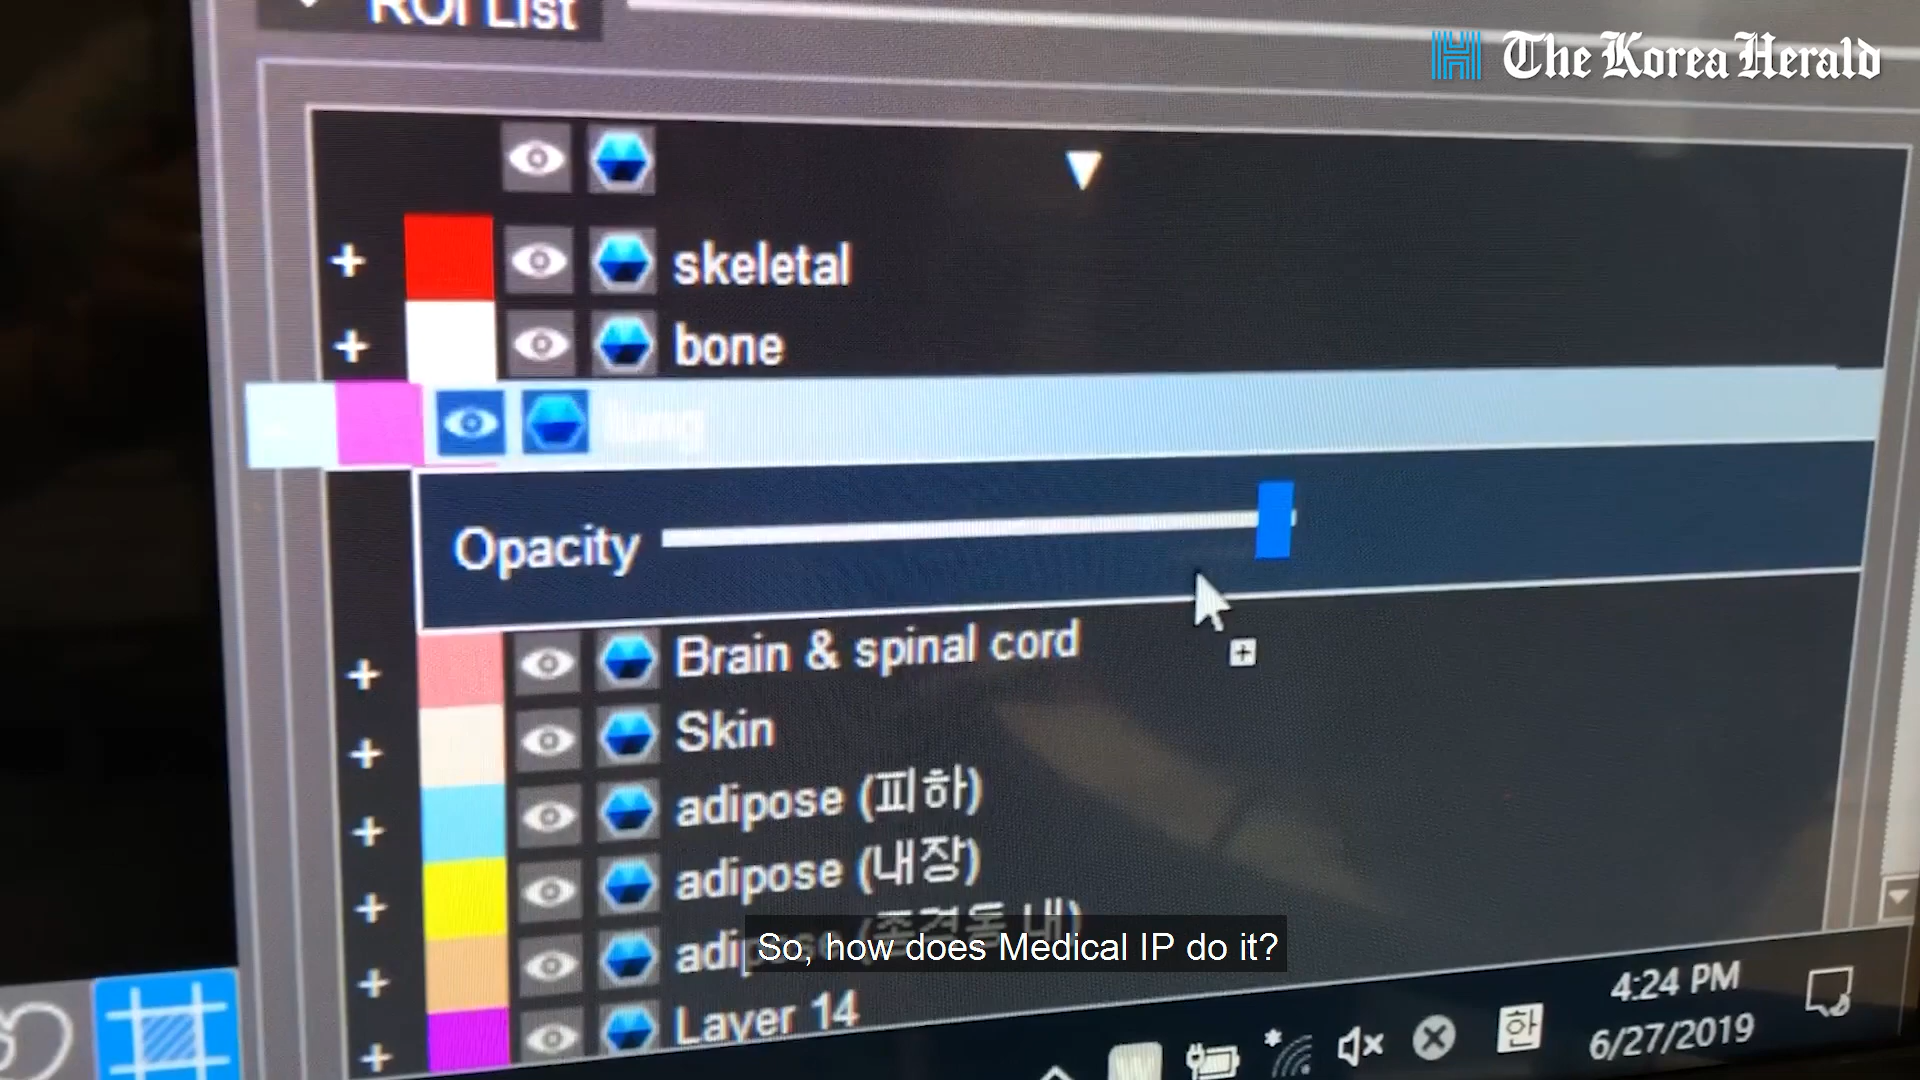 ROI List
The Korea Herald
skeletal
bone
lung
Opacity
Brain & spinal cord
Skin
adipose (피하)
adipose (내장)
So, how does Medical IP do it?
Layer 14
4:24 PM
한
6/27/2019